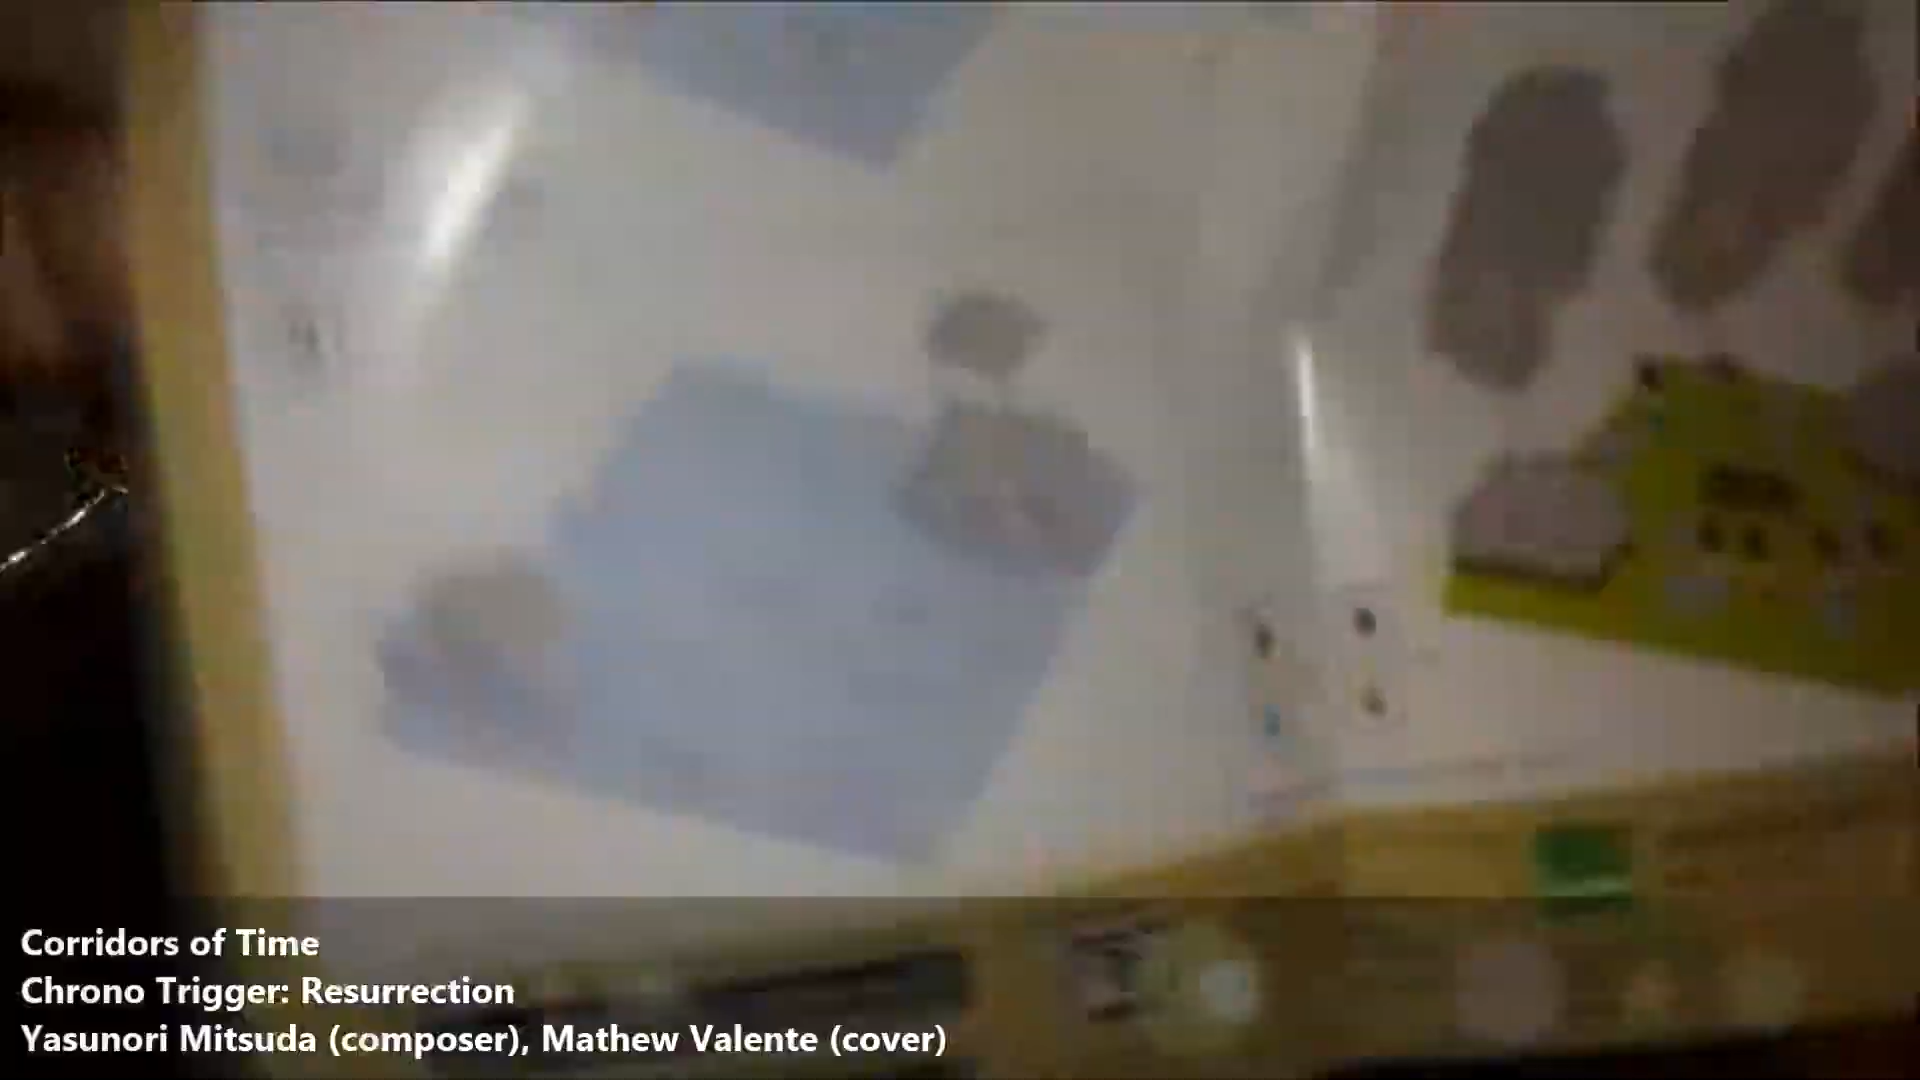 Corridors of Time
Chrono Trigger: Resurrection
Yasunori Mitsuda (composer), Mathew Valente (cover)